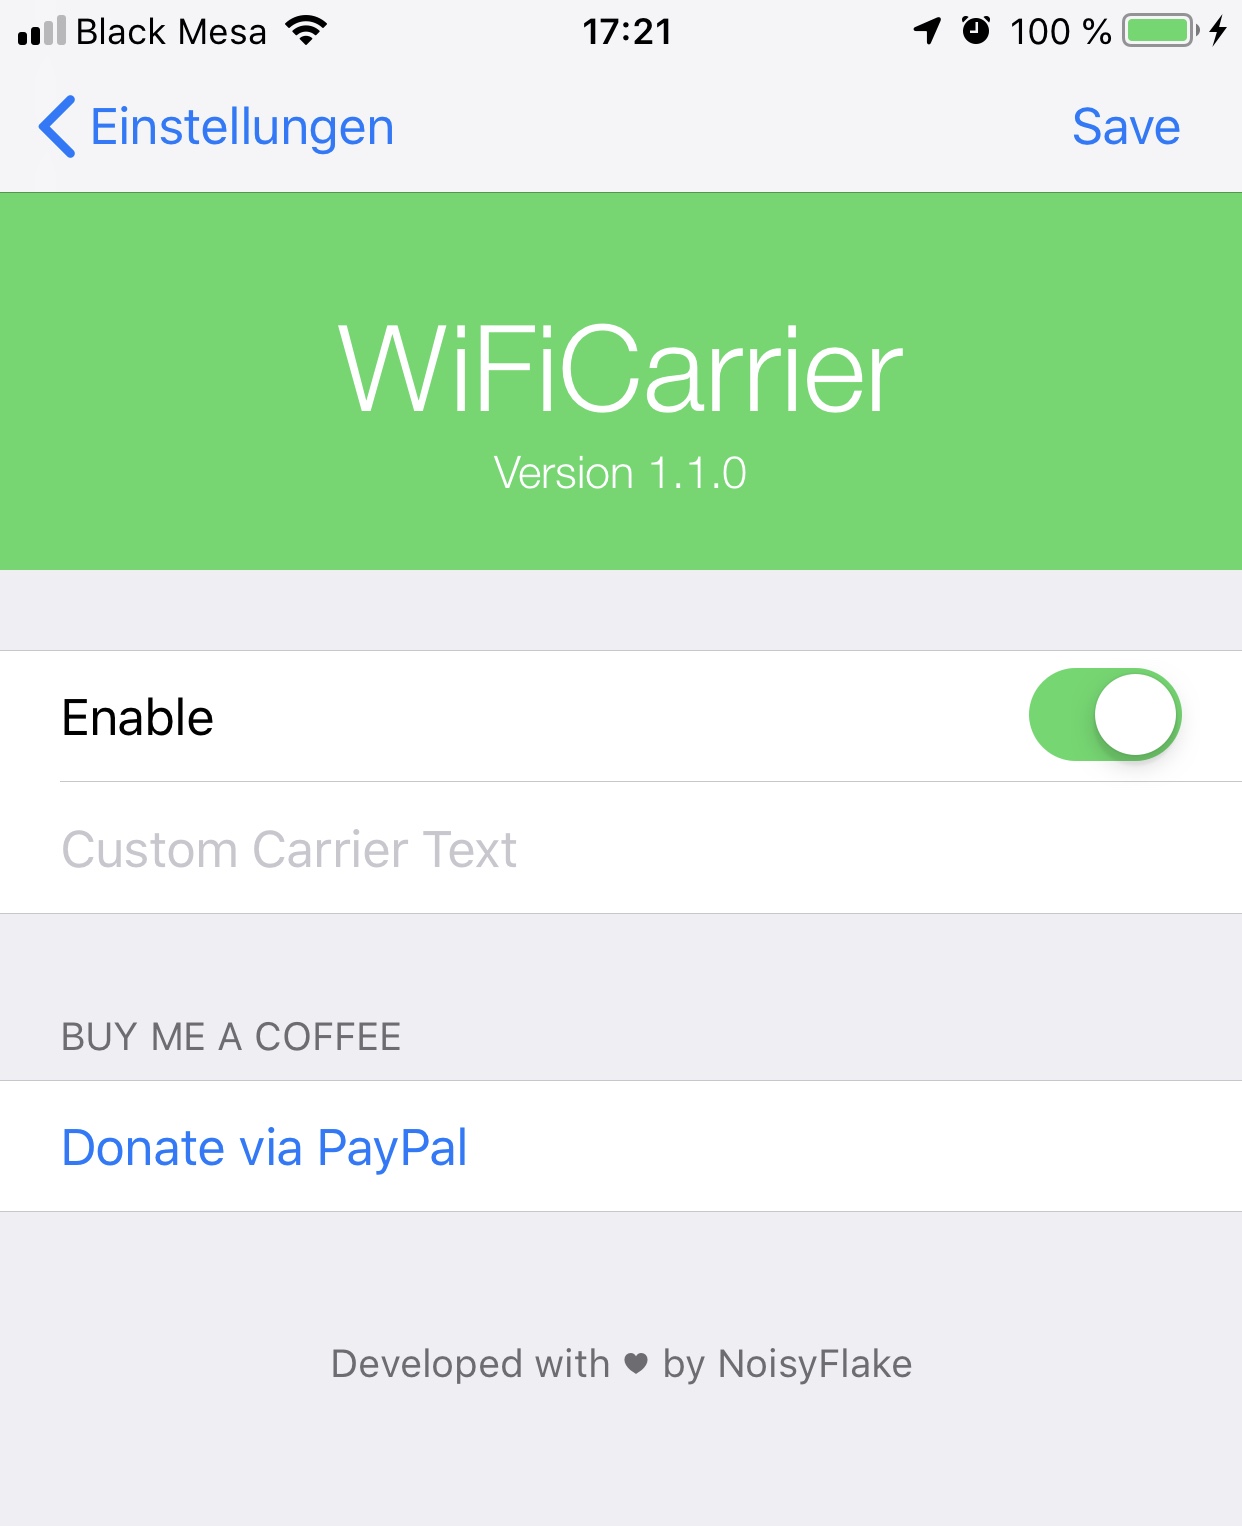 Black Mesa 17:21 100 %
Einstellungen Save
WiFiCarrier
Version 1.1.0
Enable
Custom Carrier Text
BUY ME A COFFEE
Donate via PayPal
Developed with ♥ by NoisyFlake